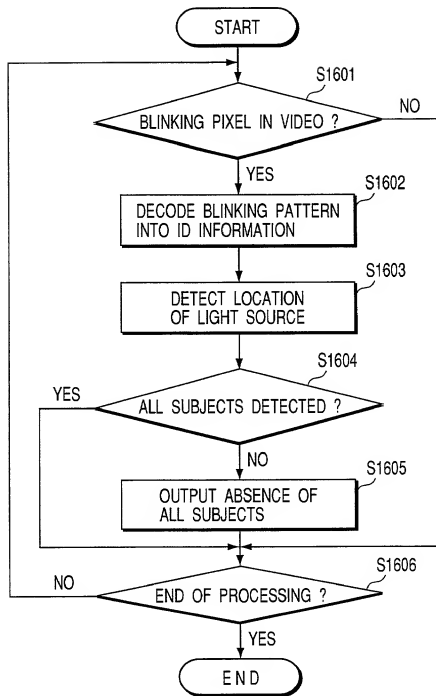 START
S1601
BLINKING PIXEL IN VIDEO ?
NO
YES
S1602
DECODE BLINKING PATTERN
INTO ID INFORMATION
S1603
DETECT LOCATION
OF LIGHT SOURCE
S1604
YES
ALL SUBJECTS DETECTED ?
NO
S1605
OUTPUT ABSENCE OF
ALL SUBJECTS
S1606
NO
END OF PROCESSING ?
YES
END